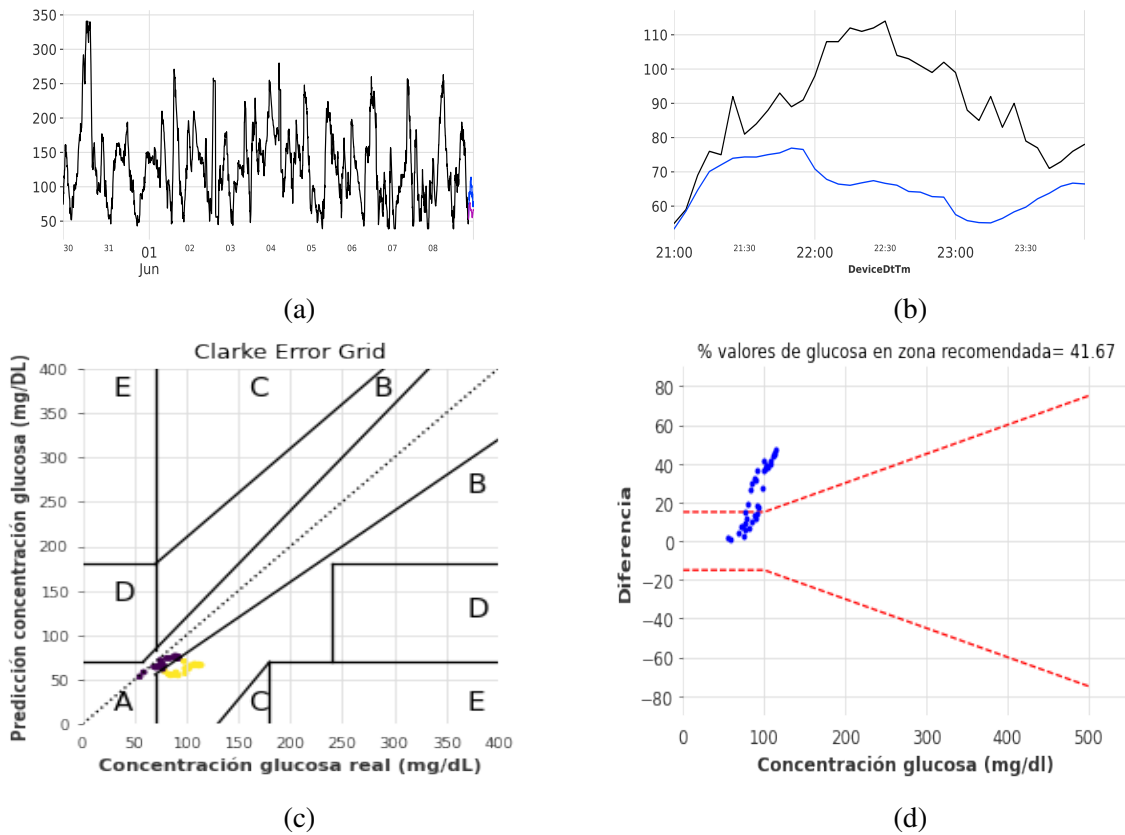 350
300
250
200
150
100
50
30
31
01
02
03
04
05
06
07
08
Jun
(a)
110
100
90
80
70
60
21:00
21:30
22:00
22:30
23:00
23:30
DeviceDtTm
(b)
Clarke Error Grid
Predicción concentración glucosa (mg/DL)
400
350
300
250
200
150
100
50
0
E
C
B
B
D
D
A
C
E
0
50
100
150
200
250
300
350
400
Concentración glucosa real (mg/dL)
(c)
% valores de glucosa en zona recomendada= 41.67
Diferencia
80
60
40
20
0
−20
−40
−60
−80
0
100
200
300
400
500
Concentración glucosa (mg/dl)
(d)